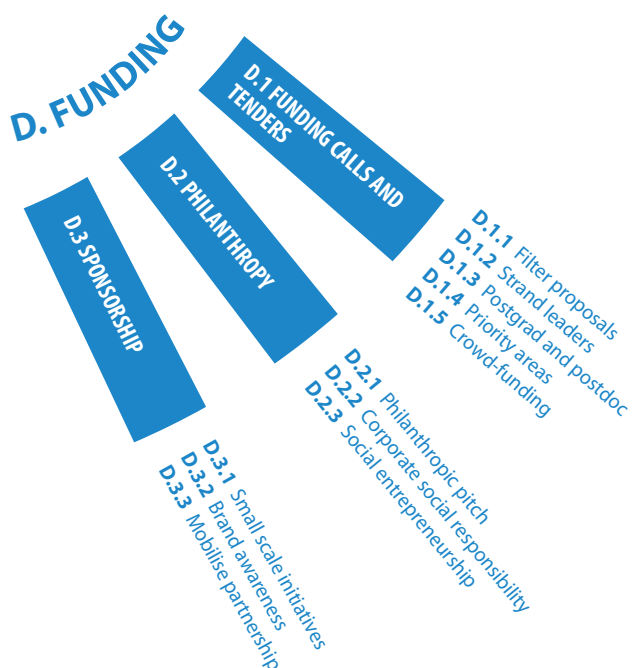 D. FUNDING
D.1 FUNDING CALLS AND
TENDERS
D.1.1 Filter proposals
D.1.2 Strand leaders
D.1.3 Postgrad and postdoc
D.1.4 Priority areas
D.1.5 Crowd-funding
D.2 PHILANTHROPY
D.2.1 Philanthropic pitch
D.2.2 Corporate social responsibility
D.2.3 Social entrepreneurship
D.3 SPONSORSHIP
D.3.1 Small scale initiatives
D.3.2 Brand awareness
D.3.3 Mobilise partnership